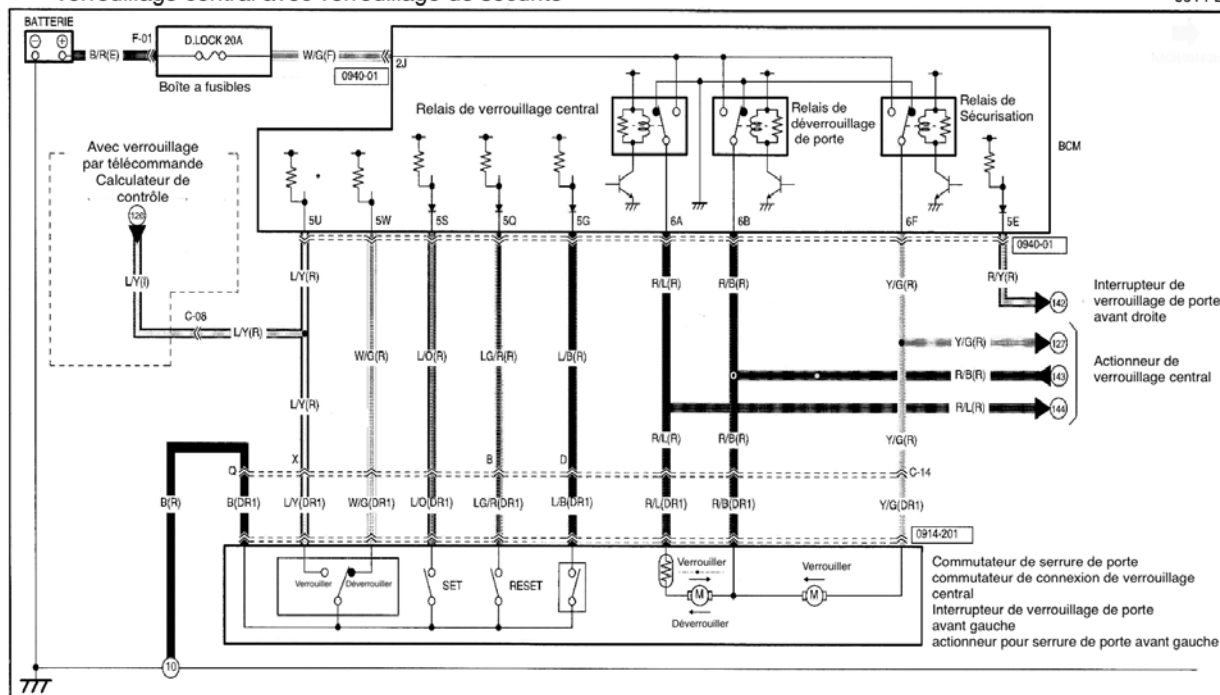 verrouillage central avec verrouillage de sécurité
BATTERIE
F-01
D.LOCK 20A
B/R(E)
W/G(F)
0940-01
2J
Boîte a fusibles
Relais de verrouillage central
Relais de
déverrouillage
de porte
Relais de
Sécurisation
BCM
Avec verrouillage
par télécommande
Calculateur de
contrôle
120
5U
5W
5S
5Q
5G
6A
6B
6F
5E
0940-01
L/Y(I)
C-08
L/Y(R)
L/Y(R)
R/L(R)
R/B(R)
Y/G(R)
R/Y(R)
142
Interrupteur de
verrouillage de porte
avant droite
W/G(R)
L/O(R)
LG/R(R)
L/B(R)
Y/G(R)
127
R/B(R)
143
R/L(R)
144
Actionneur de
verrouillage central
L/Y(R)
R/L(R)
R/B(R)
Y/G(R)
Q
X
B
D
C-14
B(R)
B(DR1)
L/Y(DR1)
W/G(DR1)
L/O(DR1)
LG/R(DR1)
L/B(DR1)
R/L(DR1)
R/B(DR1)
Y/G(DR1)
0914-201
Verrouiller
Déverrouiller
SET
RESET
Verrouiller
M
Déverrouiller
Verrouiller
M
Commutateur de serrure de porte
commutateur de connexion de verrouillage
central
Interrupteur de verrouillage de porte
avant gauche
actionneur pour serrure de porte avant gauche
10